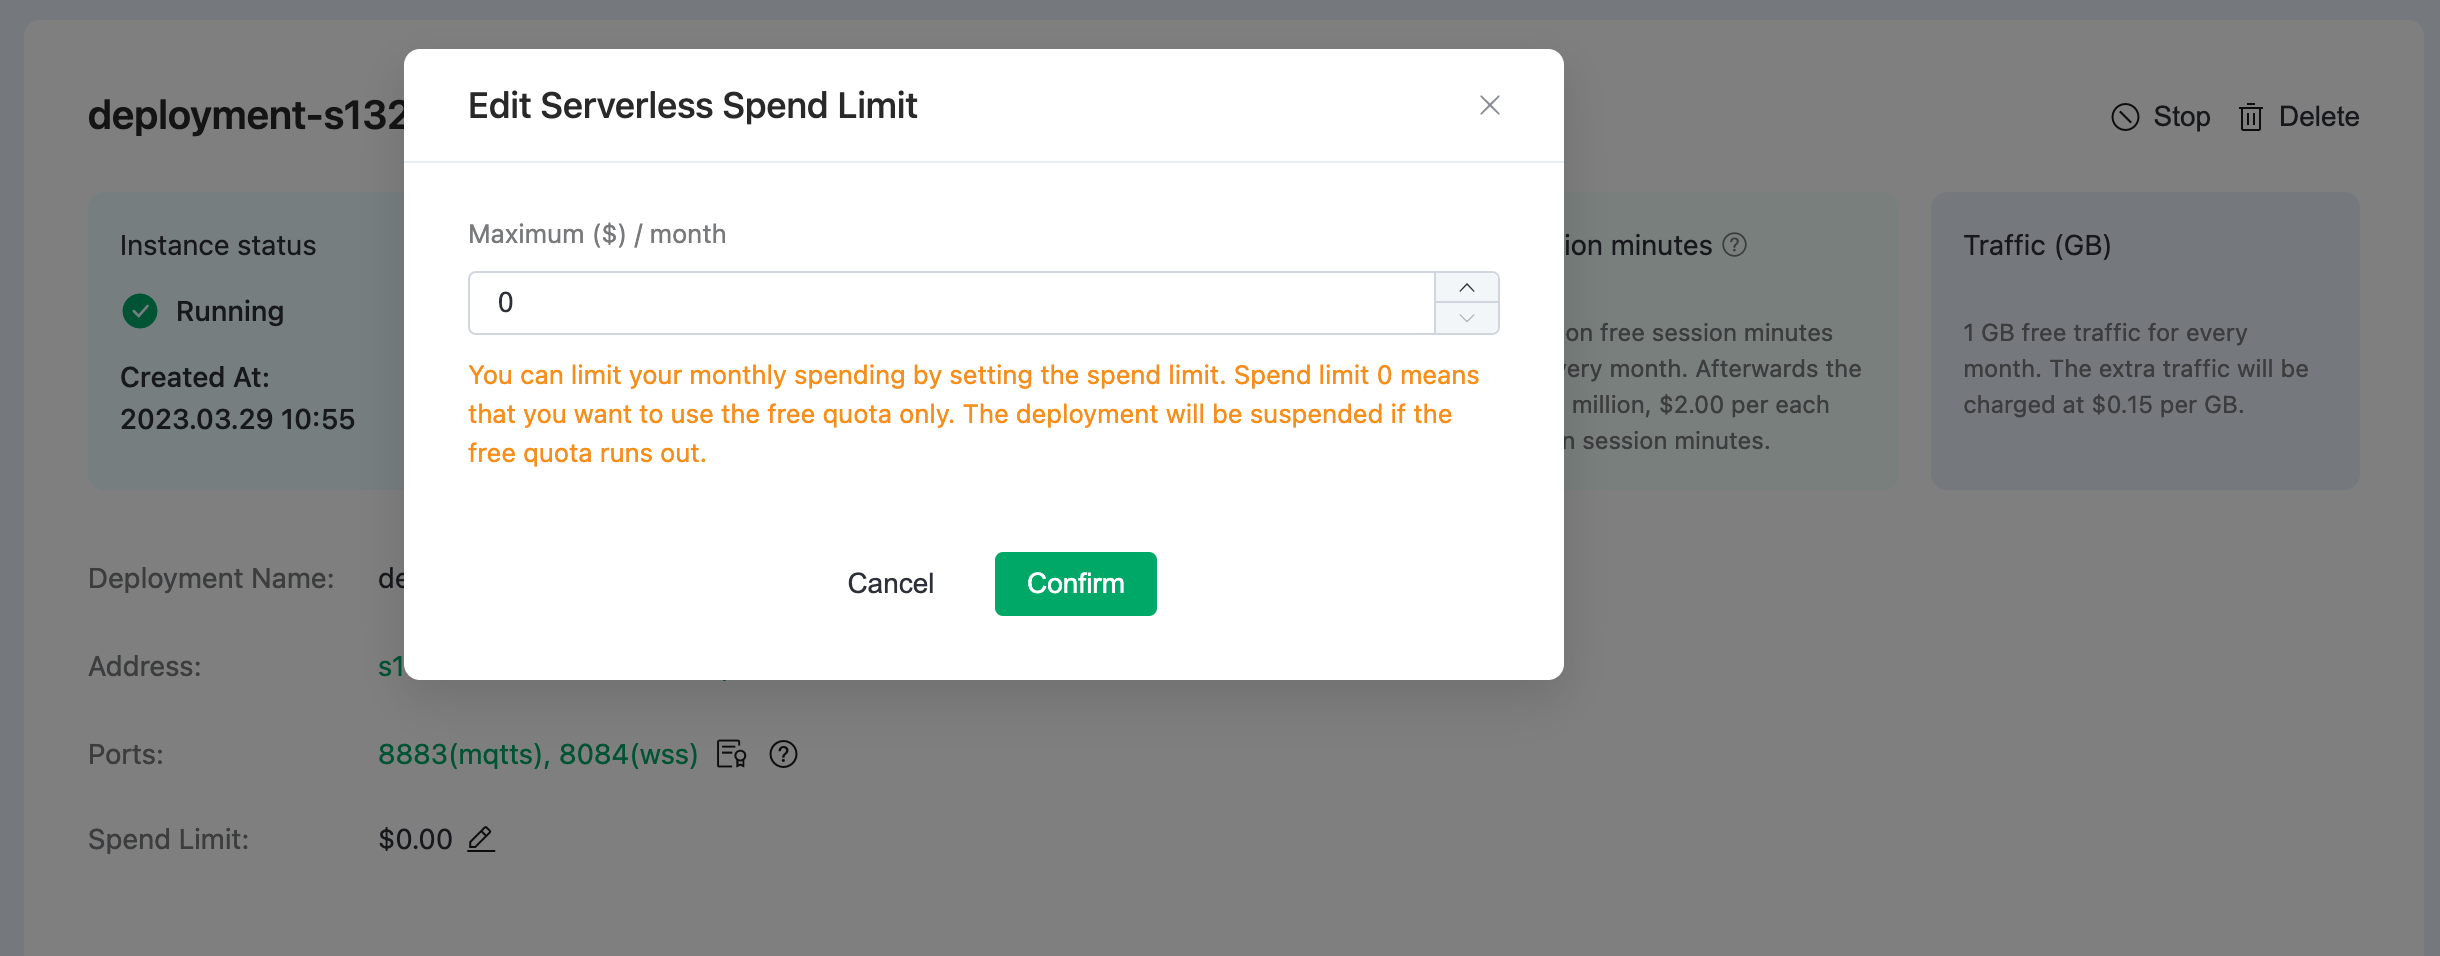 deployment-s132
Edit Serverless Spend Limit
Stop Delete
Instance status
Running
Created At:
2023.03.29 10:55
Maximum ($) / month
0
You can limit your monthly spending by setting the spend limit. Spend limit 0 means
that you want to use the free quota only. The deployment will be suspended if the
free quota runs out.
Cancel Confirm
minutes
free session minutes
month. Afterwards the
million, $2.00 per each
session minutes.
Traffic (GB)
1 GB free traffic for every
month. The extra traffic will be
charged at $0.15 per GB.
Deployment Name: de
Address: s1
Ports: 8883(mqtts), 8084(wss)
Spend Limit: $0.00